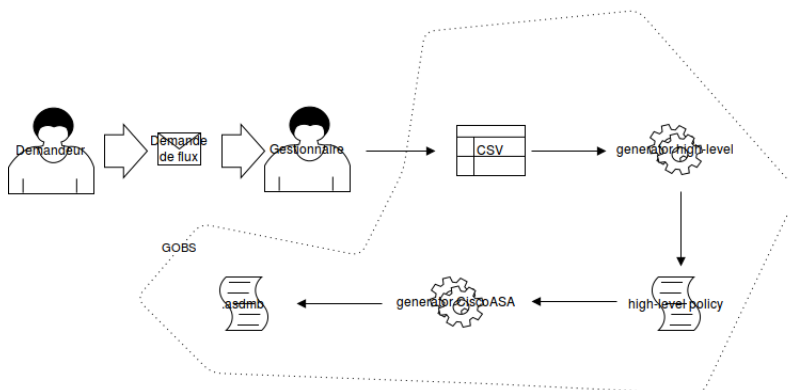 Demandeur
Demande
de flux
Gestionnaire
CSV
generator high-level
GOBS
.asdmb
generator CiscoASA
high-level policy